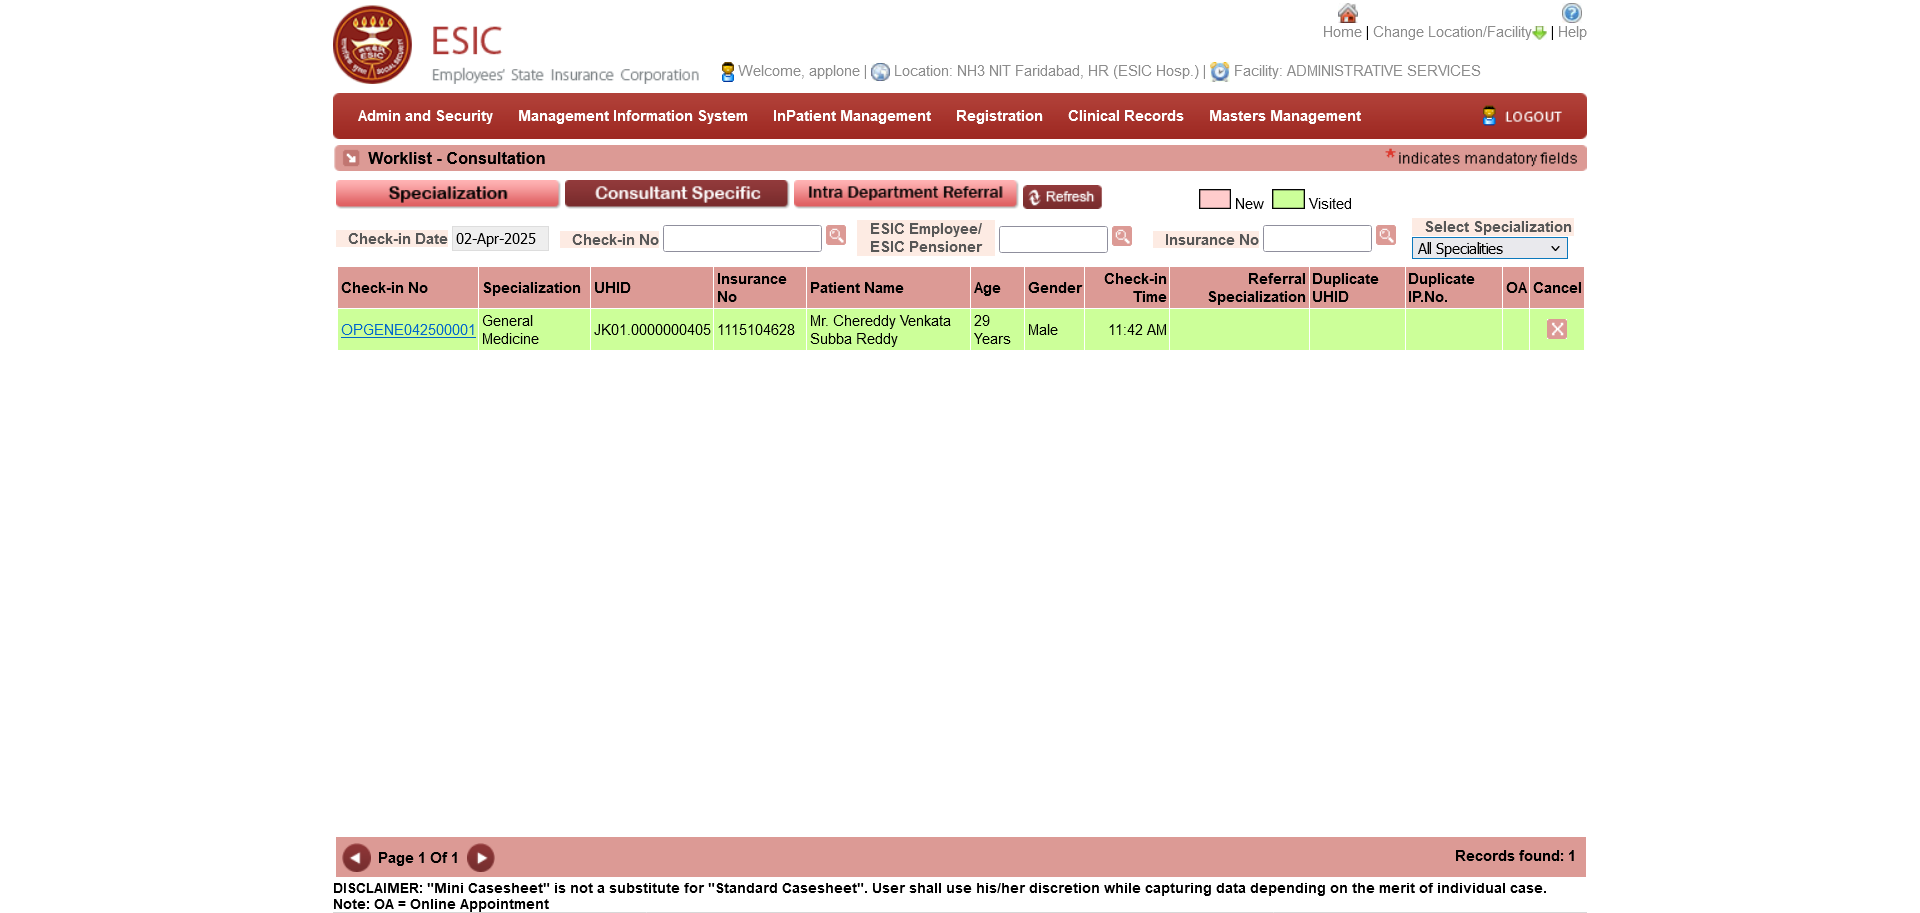 Home | Change Location/Facility | Help
ESIC
Employees' State Insurance Corporation
Welcome, applone | Location: NH3 NIT Faridabad, HR (ESIC Hosp.) | Facility: ADMINISTRATIVE SERVICES
Admin and Security Management Information System InPatient Management Registration Clinical Records Masters Management LOGOUT
Worklist - Consultation * indicates mandatory fields
Specialization Consultant Specific Intra Department Referral Refresh New Visited
Check-in Date 02-Apr-2025 Check-in No ESIC Employee/ ESIC Pensioner Insurance No Select Specialization
All Specialities
Check-in No Specialization UHID Insurance No Patient Name Age Gender Check-in Time Referral Specialization Duplicate UHID Duplicate IP.No. OA Cancel
OPGENE042500001 General Medicine JK01.0000000405 1115104628 Mr. Chereddy Venkata Subba Reddy 29 Years Male 11:42 AM
Page 1 Of 1 Records found: 1
DISCLAIMER: "Mini Casesheet" is not a substitute for "Standard Casesheet". User shall use his/her discretion while capturing data depending on the merit of individual case.
Note: OA = Online Appointment